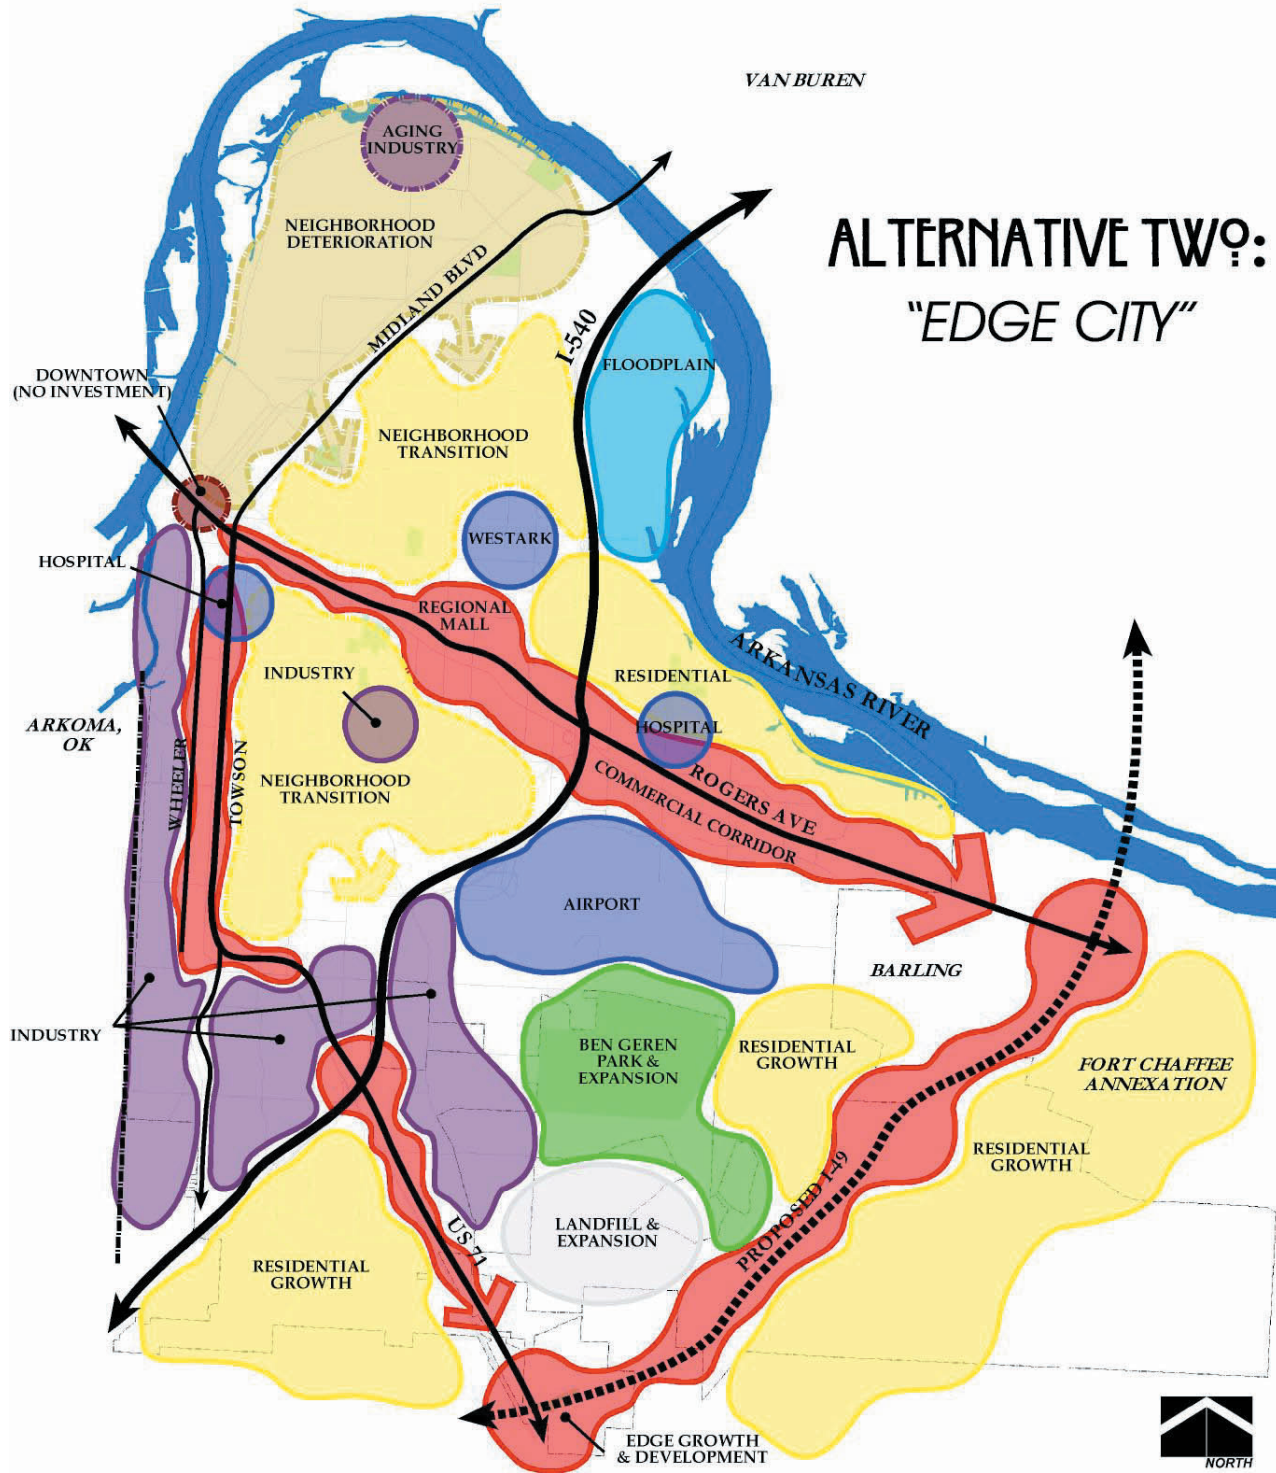 VAN BUREN
ALTERNATIVE TWO:
"EDGE CITY"
AGING
INDUSTRY
NEIGHBORHOOD
DETERIORATION
MIDLAND BLVD
I-540
FLOODPLAIN
DOWNTOWN
(NO INVESTMENT)
NEIGHBORHOOD
TRANSITION
WESTARK
HOSPITAL
REGIONAL
MALL
ARKANSAS RIVER
INDUSTRY
RESIDENTIAL
HOSPITAL
ARKOMA,
OK
WHEELER
TOWSON
NEIGHBORHOOD
TRANSITION
ROGERS AVE
COMMERCIAL CORRIDOR
AIRPORT
BARLING
INDUSTRY
BEN GEREN
PARK &
EXPANSION
RESIDENTIAL
GROWTH
FORT CHAFFEE
ANNEXATION
RESIDENTIAL
GROWTH
PROPOSED I-49
LANDFILL &
EXPANSION
US 71
RESIDENTIAL
GROWTH
EDGE GROWTH
& DEVELOPMENT
NORTH